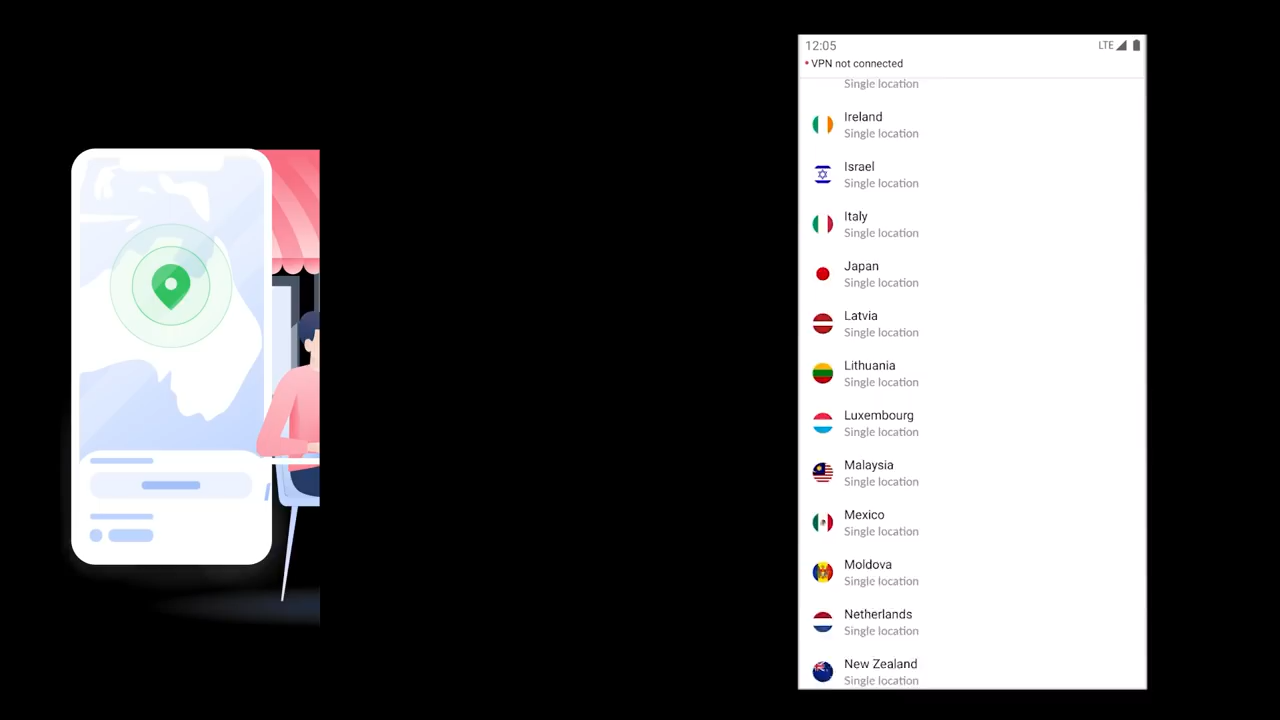 12:05
LTE
VPN not connected
Single location
Ireland
Single location
Israel
Single location
Italy
Single location
Japan
Single location
Latvia
Single location
Lithuania
Single location
Luxembourg
Single location
Malaysia
Single location
Mexico
Single location
Moldova
Single location
Netherlands
Single location
New Zealand
Single location